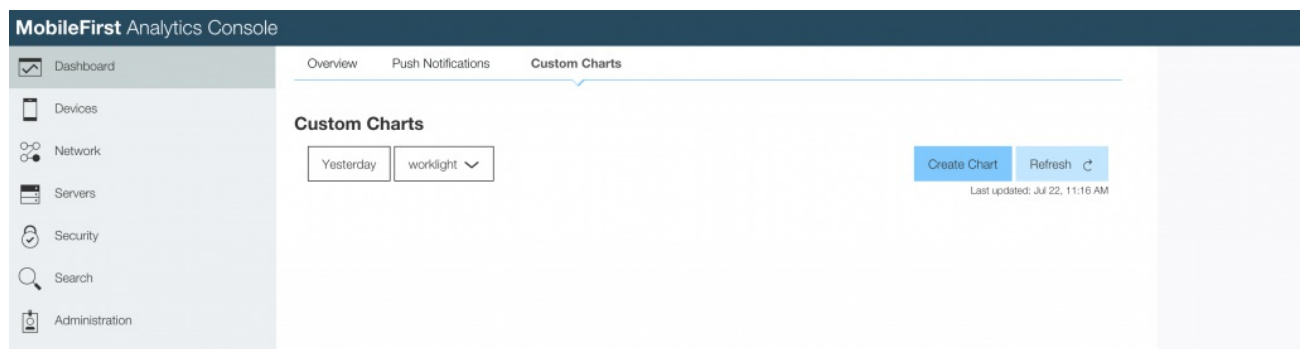 MobileFirst Analytics Console
Dashboard
Devices
Network
Servers
Security
Search
Administration
Overview Push Notifications Custom Charts
Custom Charts
Yesterday worklight Create Chart Refresh
Last updated: Jul 22, 11:16 AM